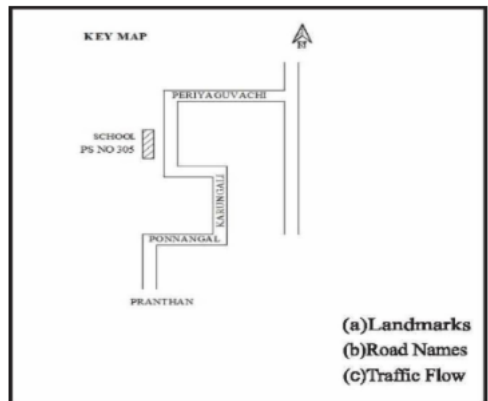 KEY MAP
N
PERIYAGUVACHI
SCHOOL
PS NO 305
KARUNGALI
PONNANGAL
PRANTHAN
(a)Landmarks
(b)Road Names
(c)Traffic Flow